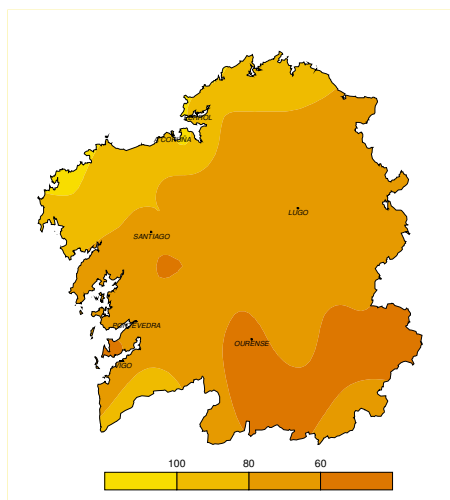 FERROL
CORUÑA
LUGO
SANTIAGO
PONTEVEDRA
OURENSE
VIGO
100 80 60